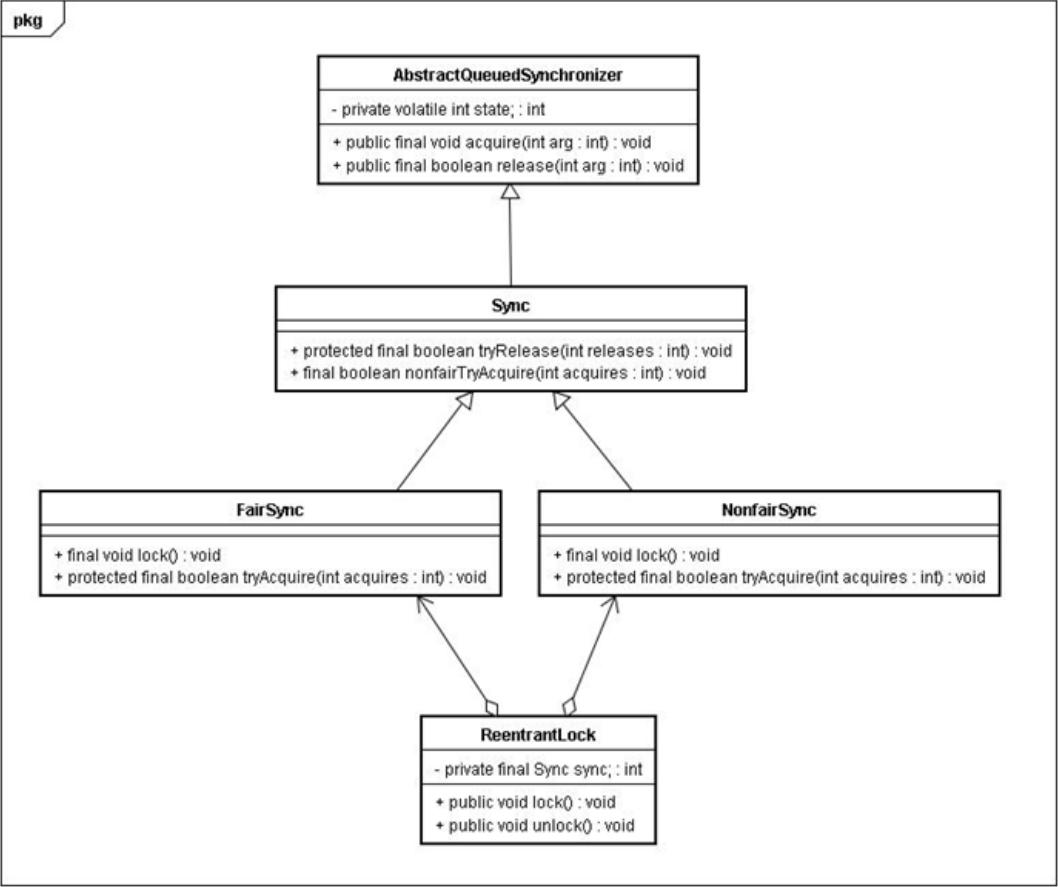 pkg
AbstractQueuedSynchronizer
- private volatile int state; : int
+ public final void acquire(int arg : int) : void
+ public final boolean release(int arg : int) : void
Sync
+ protected final boolean tryRelease(int releases : int) : void
+ final boolean nonfairTryAcquire(int acquires : int) : void
FairSync
+ final void lock() : void
+ protected final boolean tryAcquire(int acquires : int) : void
NonfairSync
+ final void lock() : void
+ protected final boolean tryAcquire(int acquires : int) : void
ReentrantLock
- private final Sync sync; : int
+ public void lock() : void
+ public void unlock() : void